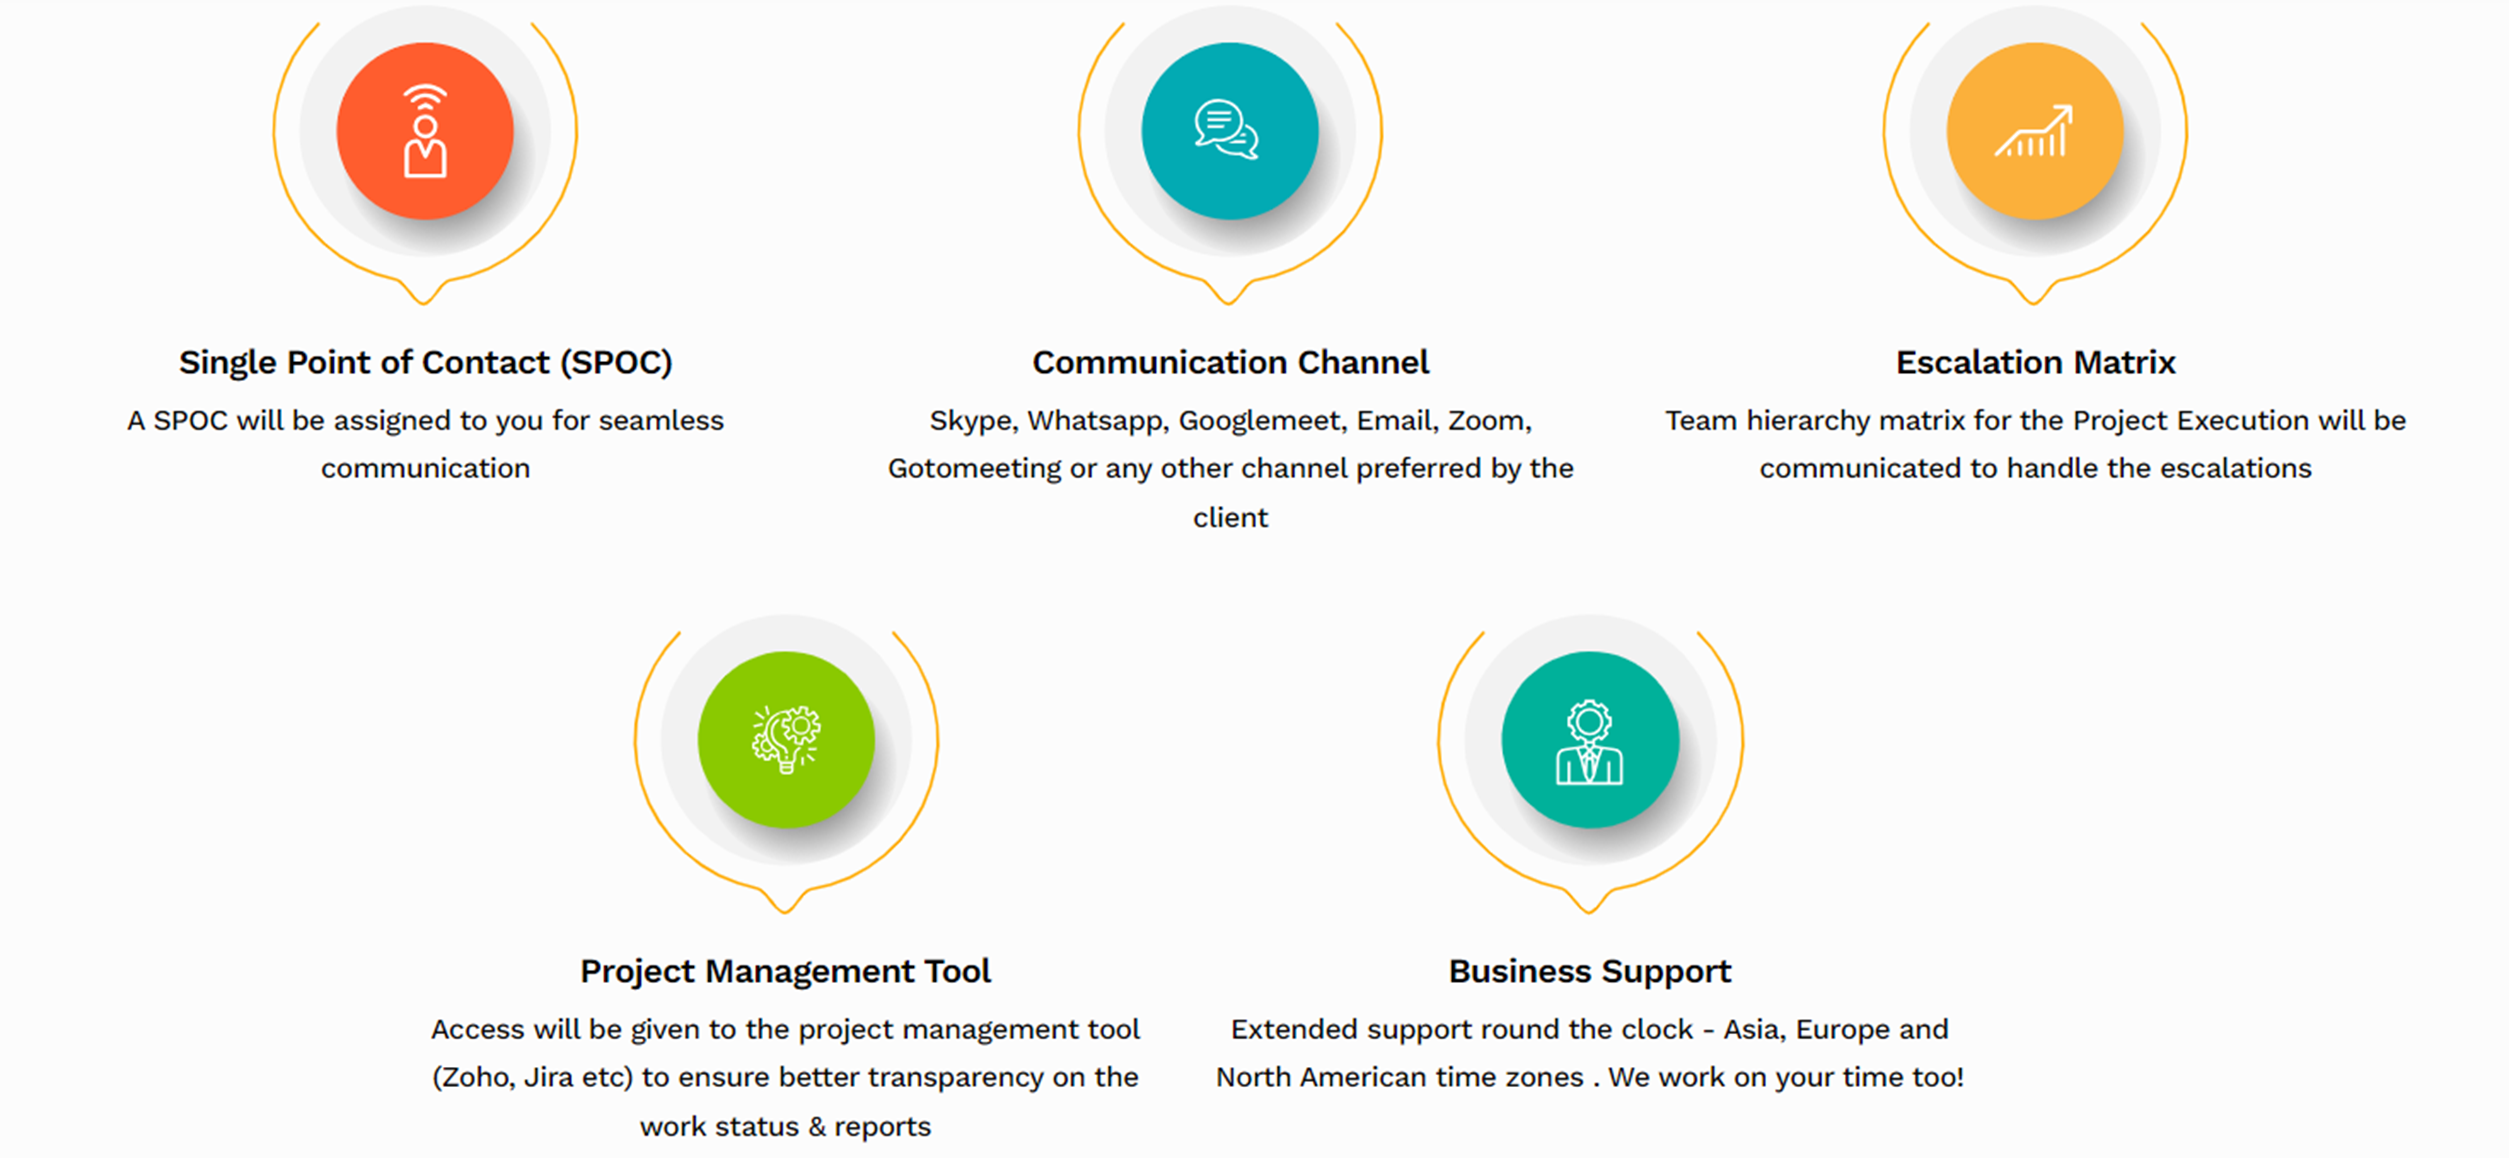 Single Point of Contact (SPOC)
A SPOC will be assigned to you for seamless
communication
Communication Channel
Skype, Whatsapp, Googlemeet, Email, Zoom,
Gotomeeting or any other channel preferred by the
client
Escalation Matrix
Team hierarchy matrix for the Project Execution will be
communicated to handle the escalations
Project Management Tool
Access will be given to the project management tool
(Zoho, Jira etc) to ensure better transparency on the
work status & reports
Business Support
Extended support round the clock - Asia, Europe and
North American time zones . We work on your time too!